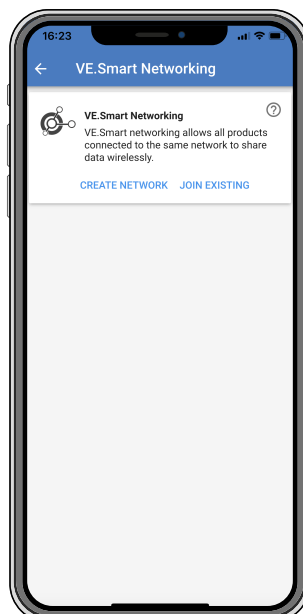 16:23
VE.Smart Networking
VE.Smart Networking
VE.Smart networking allows all products
connected to the same network to share
data wirelessly.
CREATE NETWORK JOIN EXISTING